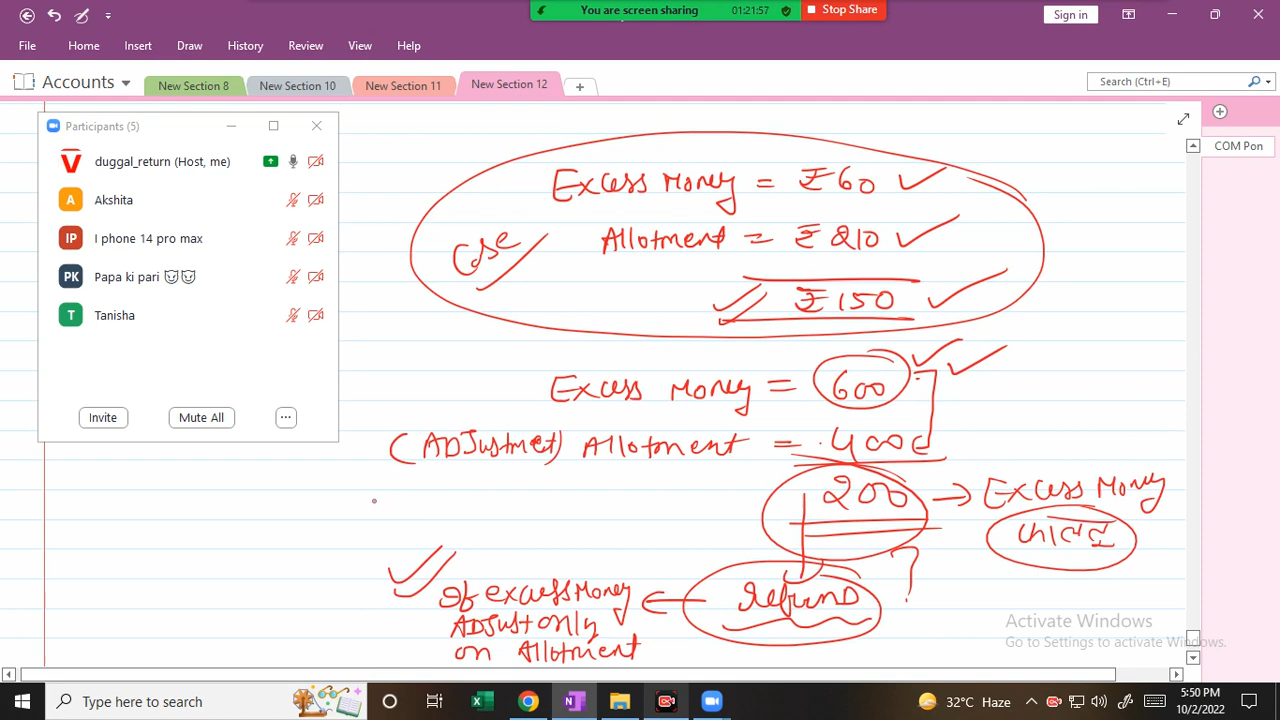 You are screen sharing
01:21:57
Stop Share
Sign in
File Home Insert Draw History Review View Help
Accounts
New Section 8
New Section 10
New Section 11
New Section 12
Search (Ctrl+E)
COM Pon
Participants (5)
duggal_return (Host, me)
A Akshita
IP I phone 14 pro max
PK Papa ki pari
T Tanisha
Invite
Mute All
Excess Money = ₹60
Case
Allotment = ₹210
₹150
Excess Money = 600
(ADJustmet) Allotment = 400
200 → Excess Money
refund ?
If excess Money
ADJust only
on Allotment
Activate Windows
Go to Settings to activate Windows.
Type here to search
32°C Haze
5:50 PM
10/2/2022